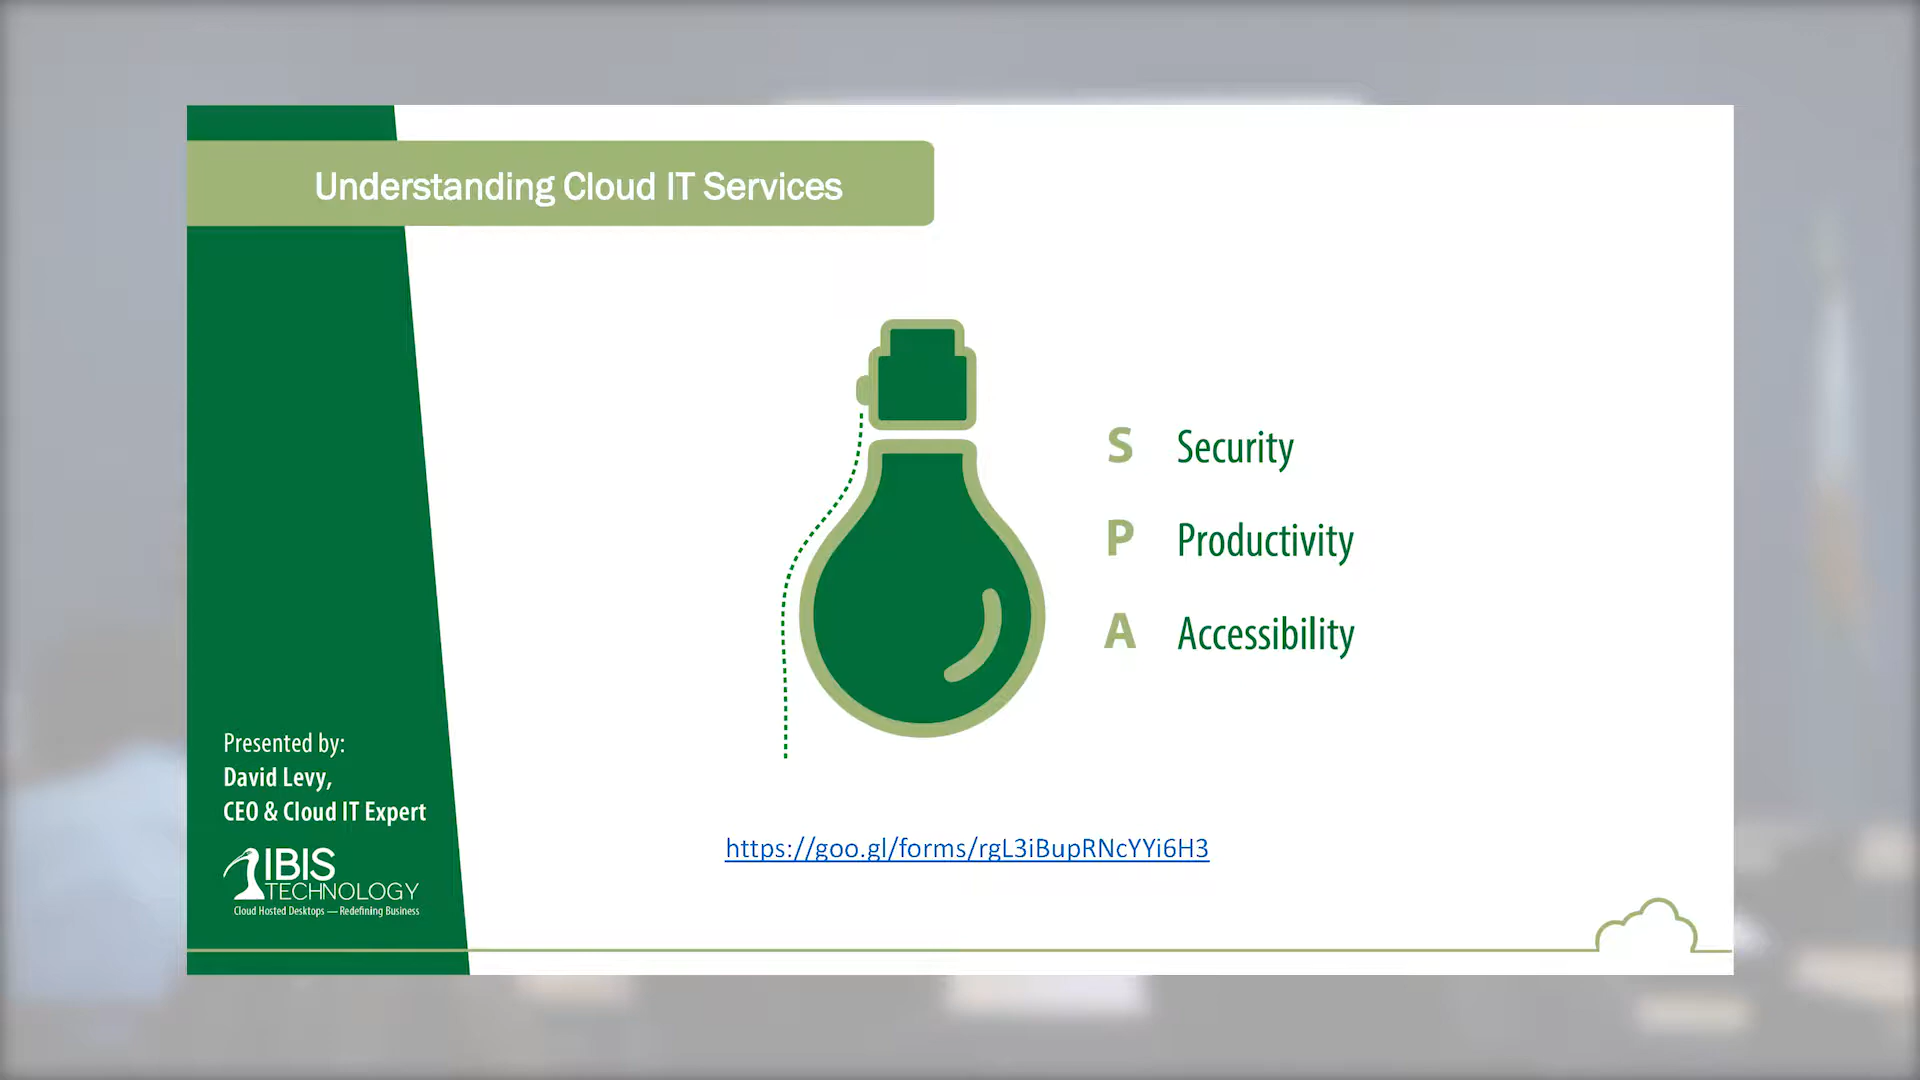 Understanding Cloud IT Services
S Security
P Productivity
A Accessibility
Presented by:
David Levy,
CEO & Cloud IT Expert
IBIS
TECHNOLOGY
Cloud Hosted Desktops — Redefining Business
https://goo.gl/forms/rgL3iBupRNcYYi6H3